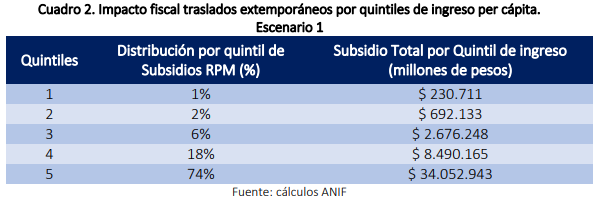 Cuadro 2. Impacto fiscal traslados extemporáneos por quintiles de ingreso per cápita.
Escenario 1
Quintiles Distribución por quintil de Subsidios RPM (%) Subsidio Total por Quintil de ingreso (millones de pesos)
1 1% $ 230.711
2 2% $ 692.133
3 6% $ 2.676.248
4 18% $ 8.490.165
5 74% $ 34.052.943
Fuente: cálculos ANIF